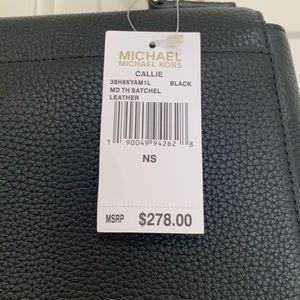 MICHAEL
MICHAEL KORS
CALLIE
38H6XYAM1L BLACK
MD TH SATCHEL
LEATHER
1 90049 94262 8
NS
MSRP $278.00